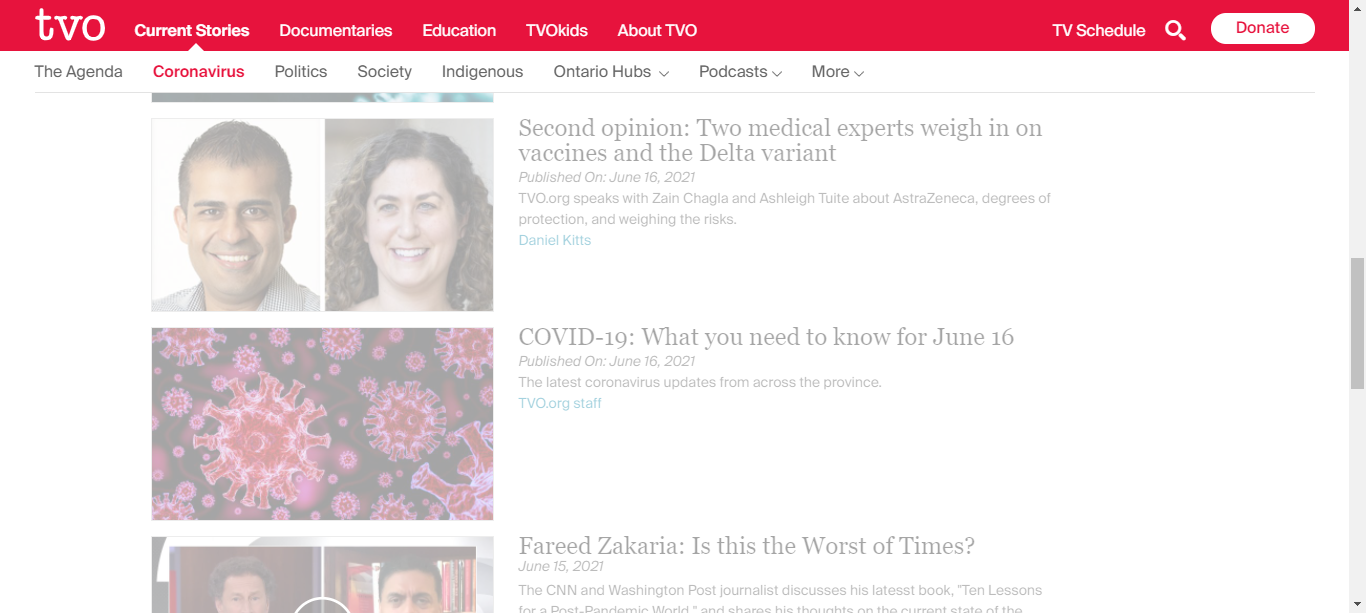 tvo
Current Stories
Documentaries
Education
TVOkids
About TVO
TV Schedule
Donate
The Agenda
Coronavirus
Politics
Society
Indigenous
Ontario Hubs
Podcasts
More
Second opinion: Two medical experts weigh in on
vaccines and the Delta variant
Published On: June 16, 2021
TVO.org speaks with Zain Chagla and Ashleigh Tuite about AstraZeneca, degrees of
protection, and weighing the risks.
Daniel Kitts
COVID-19: What you need to know for June 16
Published On: June 16, 2021
The latest coronavirus updates from across the province.
TVO.org staff
Fareed Zakaria: Is this the Worst of Times?
June 15, 2021
The CNN and Washington Post journalist discusses his latesst book, "Ten Lessons
for a Post-Pandemic World," and shares his thoughts on the current state of the